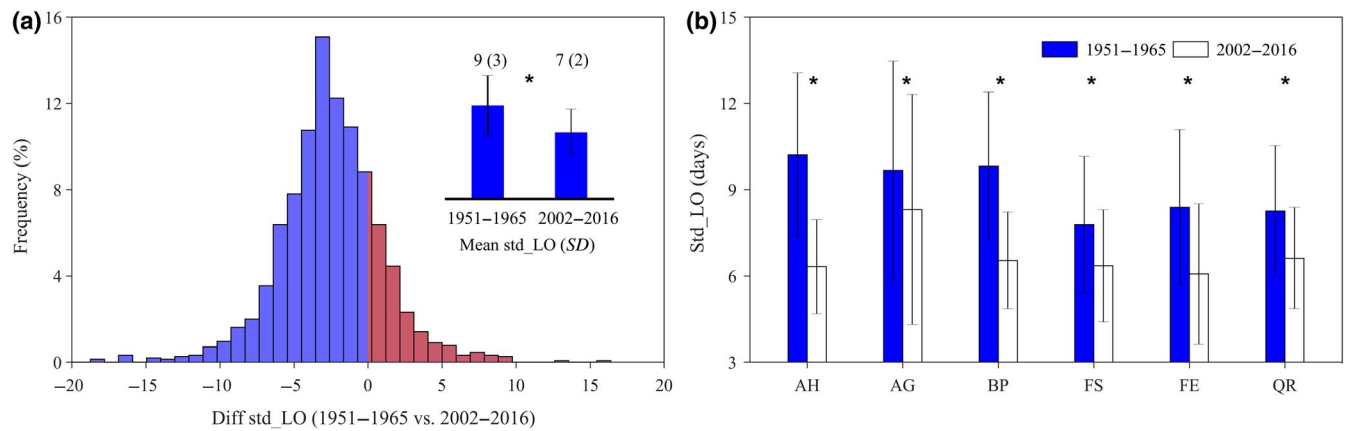 (a)
16
12
8
4
0
Frequency (%)
−20 −15 −10 −5 0 5 10 15 20
Diff std_LO (1951−1965 vs. 2002−2016)
9 (3) * 7 (2)
1951−1965 2002−2016
Mean std_LO (SD)
(b)
15
12
9
6
3
Std_LO (days)
1951−1965 2002−2016
* * * * * *
AH AG BP FS FE QR